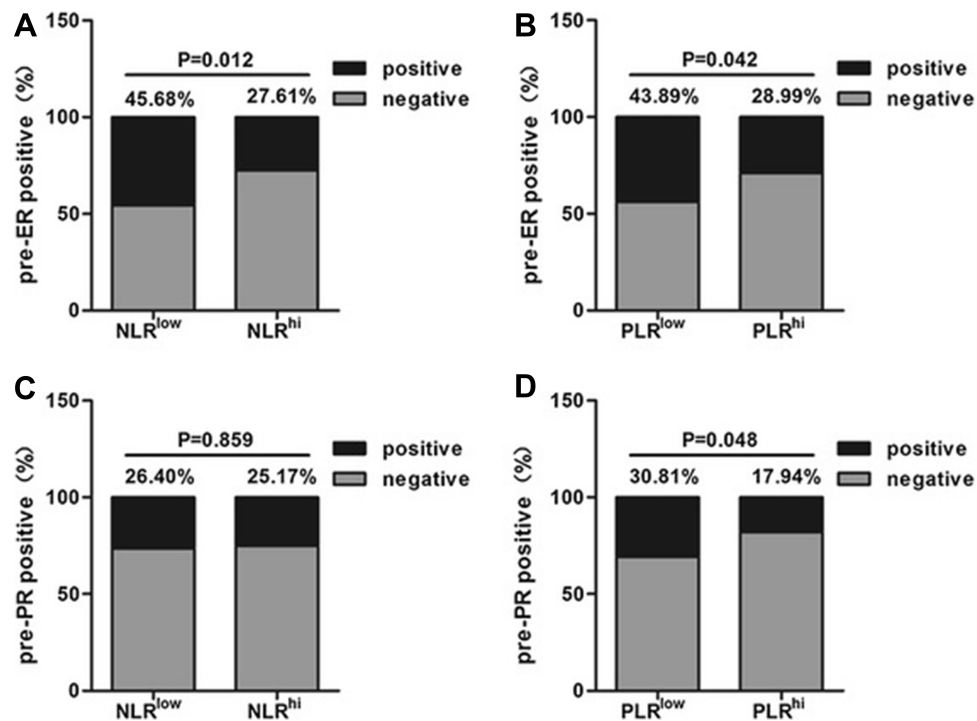 A
pre-ER positive (%)
150
100
50
0
P=0.012
45.68% 27.61%
positive
negative
NLRlow NLRhi
B
pre-ER positive (%)
150
100
50
0
P=0.042
43.89% 28.99%
positive
negative
PLRlow PLRhi
C
pre-PR positive (%)
150
100
50
0
P=0.859
26.40% 25.17%
positive
negative
NLRlow NLRhi
D
pre-PR positive (%)
150
100
50
0
P=0.048
30.81% 17.94%
positive
negative
PLRlow PLRhi